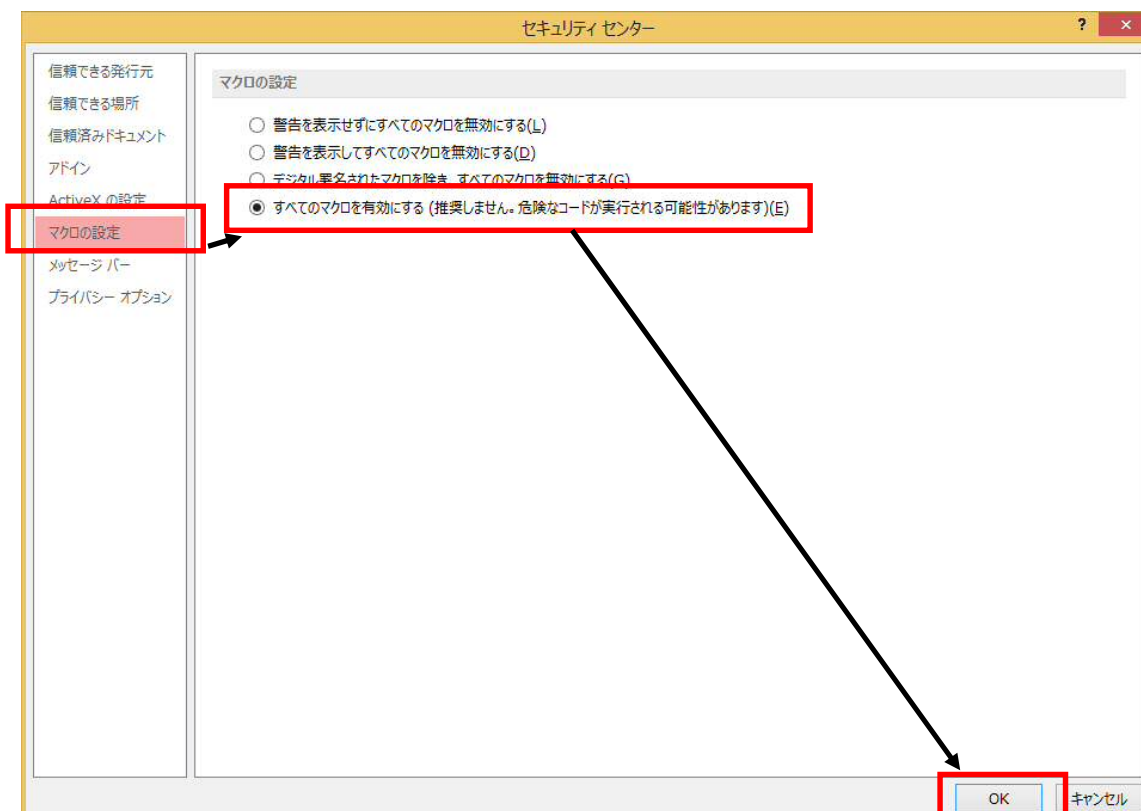 セキュリティ センター
?
×
信頼できる発行元
信頼できる場所
信頼済みドキュメント
アドイン
ActiveX の設定
マクロの設定
メッセージ バー
プライバシー オプション
マクロの設定
警告を表示せずにすべてのマクロを無効にする(L)
警告を表示してすべてのマクロを無効にする(D)
デジタル署名されたマクロを除き、すべてのマクロを無効にする(G)
すべてのマクロを有効にする (推奨しません。危険なコードが実行される可能性があります)(E)
OK
キャンセル